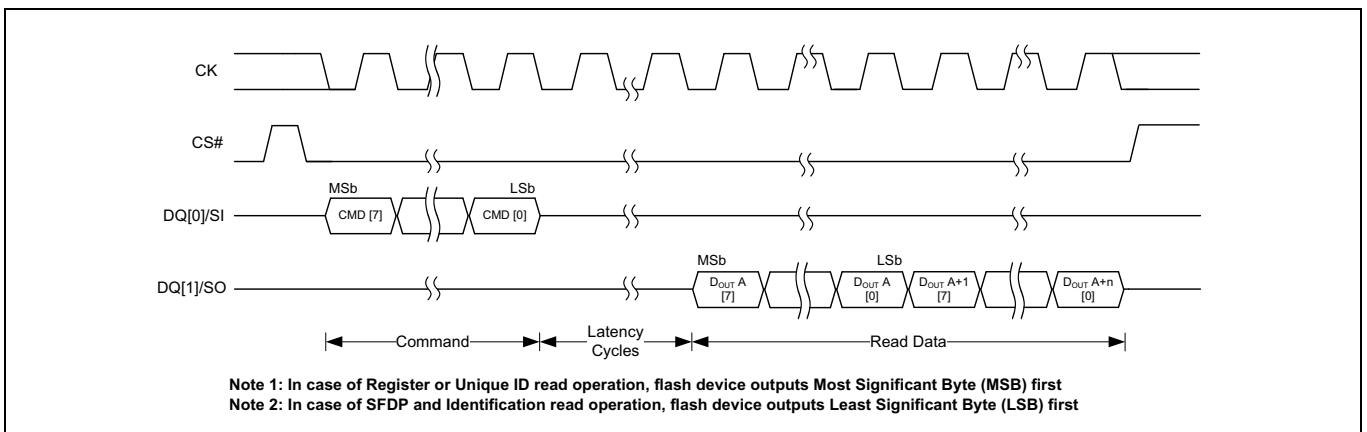 CK
CS#
MSb LSb
DQ[0]/SI CMD [7] CMD [0]
MSb LSb
DQ[1]/SO DOUT A [7] DOUT A [0] DOUT A+1 [7] DOUT A+n [0]
Command Latency Cycles Read Data
Note 1: In case of Register or Unique ID read operation, flash device outputs Most Significant Byte (MSB) first
Note 2: In case of SFDP and Identification read operation, flash device outputs Least Significant Byte (LSB) first